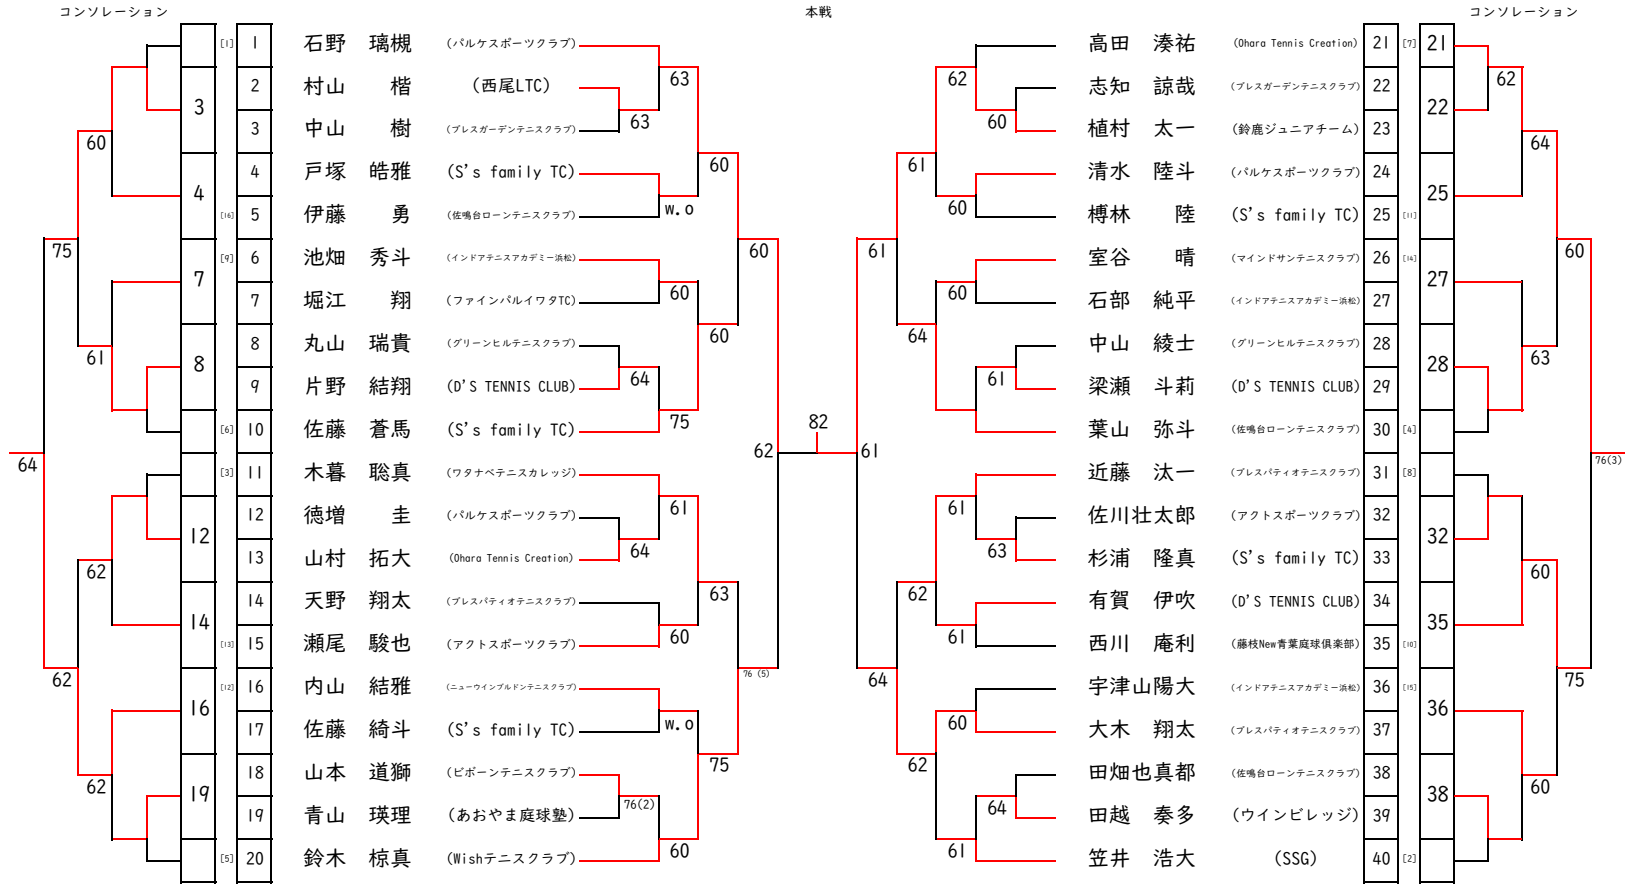 コンソレーション 本戦 コンソレーション
[1] 1 石野 璃槻 (パルケスポーツクラブ) 高田 湊祐 (Ohara Tennis Creation) 21 [7] 21
63 62 62
2 村山 楷 (西尾LTC) 志知 諒哉 (ブレスガーデンテニスクラブ) 22
3 22
63 60
3 中山 樹 (ブレスガーデンテニスクラブ) 植村 太一 (鈴鹿ジュニアチーム) 23
60 60 61 64
4 戸塚 皓雅 (S's family TC) 清水 陸斗 (パルケスポーツクラブ) 24
4 25
w.o 60
[16] 5 伊藤 勇 (佐鳴台ローンテニスクラブ) 榑林 陸 (S's family TC) 25 [11]
75 60 61 60
[9] 6 池畑 秀斗 (インドアテニスアカデミー浜松) 室谷 晴 (マインドサンテニスクラブ) 26 [14]
7 60 60 27
7 堀江 翔 (ファインパルイワタTC) 石部 純平 (インドアテニスアカデミー浜松) 27
60 64
8 丸山 瑞貴 (グリーンヒルテニスクラブ) 中山 綾士 (グリーンヒルテニスクラブ) 28
61 63
8 28
64 61
9 片野 結翔 (D'S TENNIS CLUB) 梁瀬 斗莉 (D'S TENNIS CLUB) 29
75 82
[6] 10 佐藤 蒼馬 (S's family TC) 葉山 弥斗 (佐鳴台ローンテニスクラブ) 30 [4]
64 62 61 76(3)
[3] 11 木暮 聡真 (ワタナベテニスカレッジ) 近藤 汰一 (ブレスパティオテニスクラブ) 31 [8]
61 61
12 徳増 圭 (パルケスポーツクラブ) 佐川壮太郎 (アクトスポーツクラブ) 32
12 32
64 63
13 山村 拓大 (Ohara Tennis Creation) 杉浦 隆真 (S's family TC) 33
62 60
63 62
14 天野 翔太 (ブレスパティオテニスクラブ) 有賀 伊吹 (D'S TENNIS CLUB) 34
14 35
60 61
[13] 15 瀬尾 駿也 (アクトスポーツクラブ) 西川 庵利 (藤枝New青葉庭球倶楽部) 35 [10]
62 76 (5) 64 75
[12] 16 内山 結雅 (ニューウインブルドンテニスクラブ) 宇津山陽大 (インドアテニスアカデミー浜松) 36 [15]
16 36
w.o 60
17 佐藤 綺斗 (S's family TC) 大木 翔太 (ブレスパティオテニスクラブ) 37
75 62
18 山本 道獅 (ビボーンテニスクラブ) 田畑也真都 (佐鳴台ローンテニスクラブ) 38
62 60
19 38
76(2) 64
19 青山 瑛理 (あおやま庭球塾) 田越 奏多 (ウインビレッジ) 39
60 61
[5] 20 鈴木 椋真 (Wishテニスクラブ) 笠井 浩大 (SSG) 40 [2]